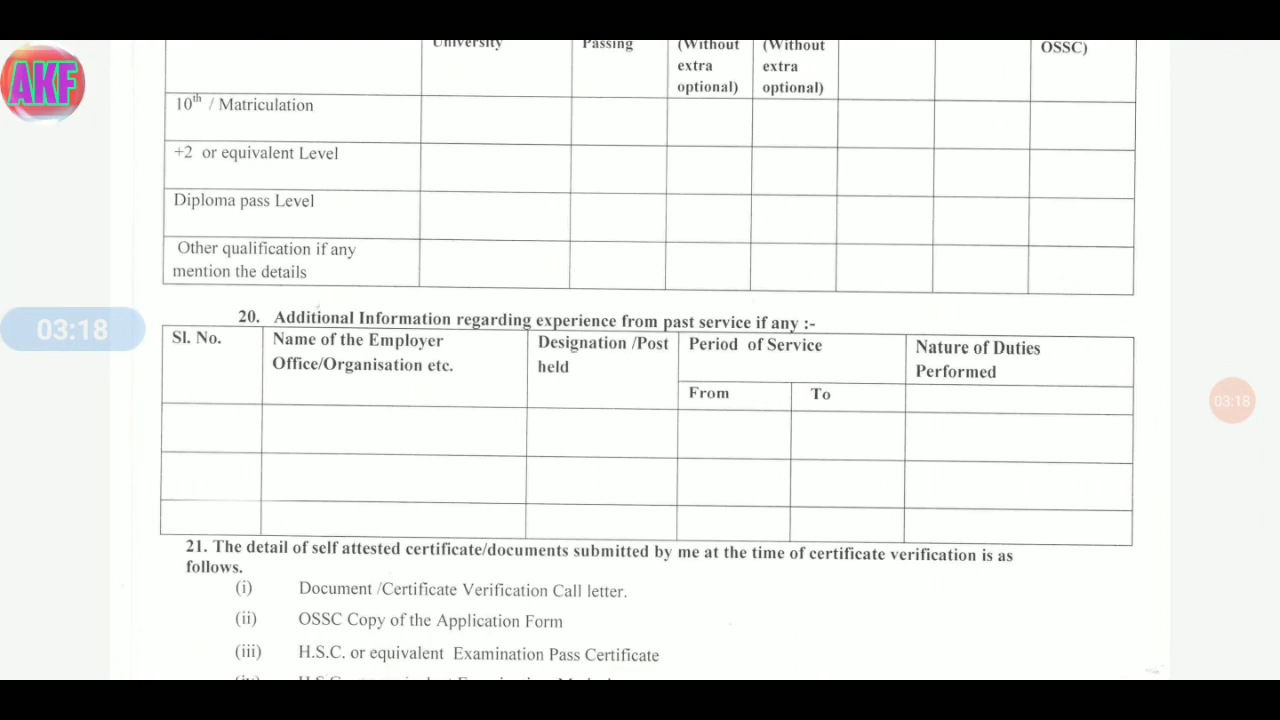 AKF
University Passing (Without (Without OSSC)
extra extra
optional) optional)
10th / Matriculation
+2 or equivalent Level
Diploma pass Level
Other qualification if any
mention the details
03:18
20. Additional Information regarding experience from past service if any :-
Sl. No. Name of the Employer Designation /Post Period of Service Nature of Duties
Office/Organisation etc. held Performed
From To
03:18
21. The detail of self attested certificate/documents submitted by me at the time of certificate verification is as
follows.
(i) Document /Certificate Verification Call letter.
(ii) OSSC Copy of the Application Form
(iii) H.S.C. or equivalent Examination Pass Certificate